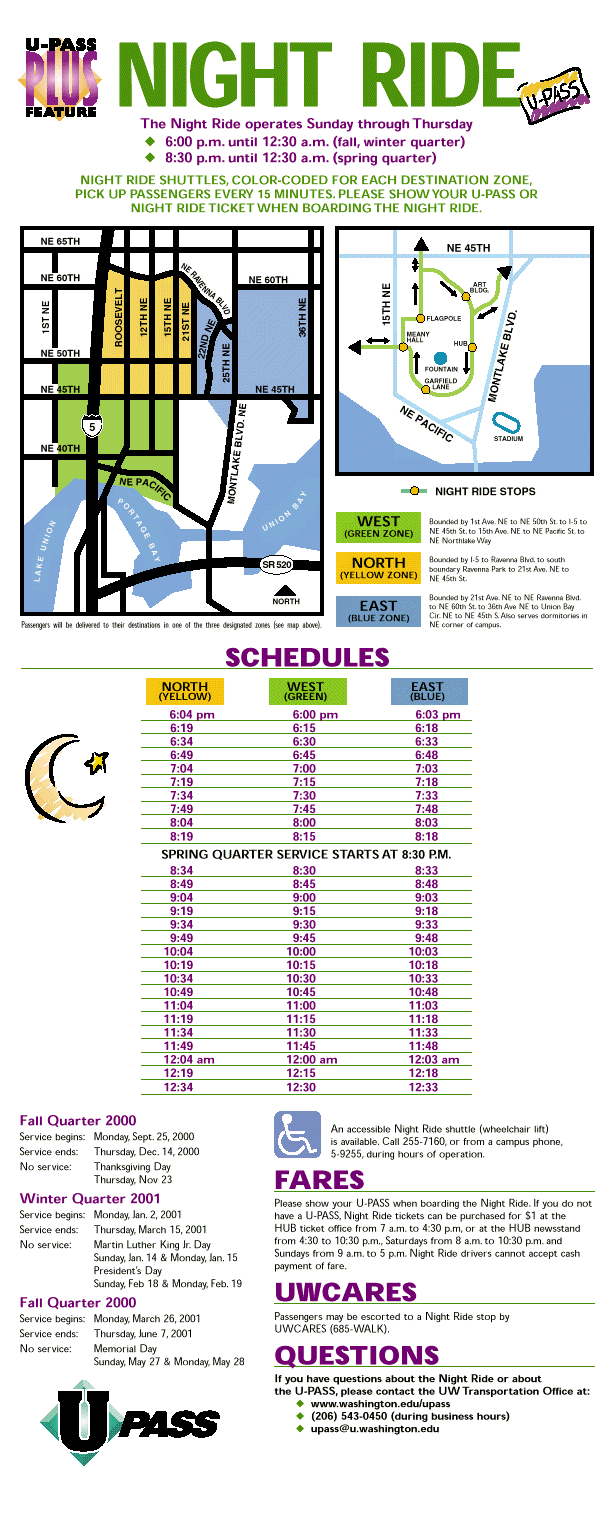 U-PASS
PLUS
FEATURE
NIGHT RIDE
U-PASS
The Night Ride operates Sunday through Thursday
6:00 p.m. until 12:30 a.m. (fall, winter quarter)
8:30 p.m. until 12:30 a.m. (spring quarter)
NIGHT RIDE SHUTTLES, COLOR-CODED FOR EACH DESTINATION ZONE,
PICK UP PASSENGERS EVERY 15 MINUTES. PLEASE SHOW YOUR U-PASS OR
NIGHT RIDE TICKET WHEN BOARDING THE NIGHT RIDE.
NE 65TH
NE 60TH
NE RAVENNA BLVD
NE 60TH
1ST NE
ROOSEVELT
12TH NE
15TH NE
21ST NE
22ND NE
25TH NE
36TH NE
NE 50TH
NE 45TH
NE 45TH
5
NE 40TH
NE PACIFIC
MONTLAKE BLVD. NE
LAKE UNION
PORTAGE BAY
UNION BAY
SR 520
NORTH
Passengers will be delivered to their destinations in one of the three designated zones (see map above).
NE 45TH
15TH NE
ART
BLDG.
FLAGPOLE
MEANY
HALL
HUB
FOUNTAIN
GARFIELD
LANE
MONTLAKE BLVD.
NE PACIFIC
STADIUM
NIGHT RIDE STOPS
WEST
(GREEN ZONE)
Bounded by 1st Ave. NE to NE 50th St. to I-5 to
NE 45th St. to 15th Ave. NE to NE Pacific St. to
NE Northlake Way
NORTH
(YELLOW ZONE)
Bounded by I-5 to Ravenna Blvd. to south
boundary Ravenna Park to 21st Ave. NE to
NE 45th St.
EAST
(BLUE ZONE)
Bounded by 21st Ave. NE to NE Ravenna Blvd.
to NE 60th St. to 36th Ave NE to Union Bay
Cir. NE to NE 45th S. Also serves dormitories in
NE corner of campus.
SCHEDULES
NORTH (YELLOW) WEST (GREEN) EAST (BLUE)
6:04 pm 6:00 pm 6:03 pm
6:19 6:15 6:18
6:34 6:30 6:33
6:49 6:45 6:48
7:04 7:00 7:03
7:19 7:15 7:18
7:34 7:30 7:33
7:49 7:45 7:48
8:04 8:00 8:03
8:19 8:15 8:18
SPRING QUARTER SERVICE STARTS AT 8:30 P.M.
8:34 8:30 8:33
8:49 8:45 8:48
9:04 9:00 9:03
9:19 9:15 9:18
9:34 9:30 9:33
9:49 9:45 9:48
10:04 10:00 10:03
10:19 10:15 10:18
10:34 10:30 10:33
10:49 10:45 10:48
11:04 11:00 11:03
11:19 11:15 11:18
11:34 11:30 11:33
11:49 11:45 11:48
12:04 am 12:00 am 12:03 am
12:19 12:15 12:18
12:34 12:30 12:33
Fall Quarter 2000
Service begins: Monday, Sept. 25, 2000
Service ends: Thursday, Dec. 14, 2000
No service: Thanksgiving Day
Thursday, Nov 23
Winter Quarter 2001
Service begins: Monday, Jan. 2, 2001
Service ends: Thursday, March 15, 2001
No service: Martin Luther King Jr. Day
Sunday, Jan. 14 & Monday, Jan. 15
President's Day
Sunday, Feb 18 & Monday, Feb. 19
Fall Quarter 2000
Service begins: Monday, March 26, 2001
Service ends: Thursday, June 7, 2001
No service: Memorial Day
Sunday, May 27 & Monday, May 28
U PASS
An accessible Night Ride shuttle (wheelchair lift)
is available. Call 255-7160, or from a campus phone,
5-9255, during hours of operation.
FARES
Please show your U-PASS when boarding the Night Ride. If you do not
have a U-PASS, Night Ride tickets can be purchased for $1 at the
HUB ticket office from 7 a.m. to 4:30 p.m, or at the HUB newsstand
from 4:30 to 10:30 p.m., Saturdays from 8 a.m. to 10:30 p.m. and
Sundays from 9 a.m. to 5 p.m. Night Ride drivers cannot accept cash
payment of fare.
UWCARES
Passengers may be escorted to a Night Ride stop by
UWCARES (685-WALK).
QUESTIONS
If you have questions about the Night Ride or about
the U-PASS, please contact the UW Transportation Office at:
www.washington.edu/upass
(206) 543-0450 (during business hours)
upass@u.washington.edu